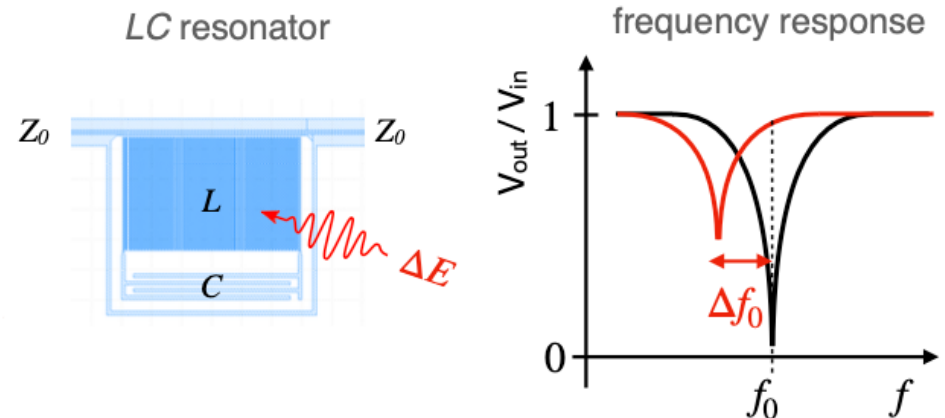 LC resonator
Z0
Z0
L
C
ΔE
frequency response
Vout / Vin
1
0
Δf0
f0
f